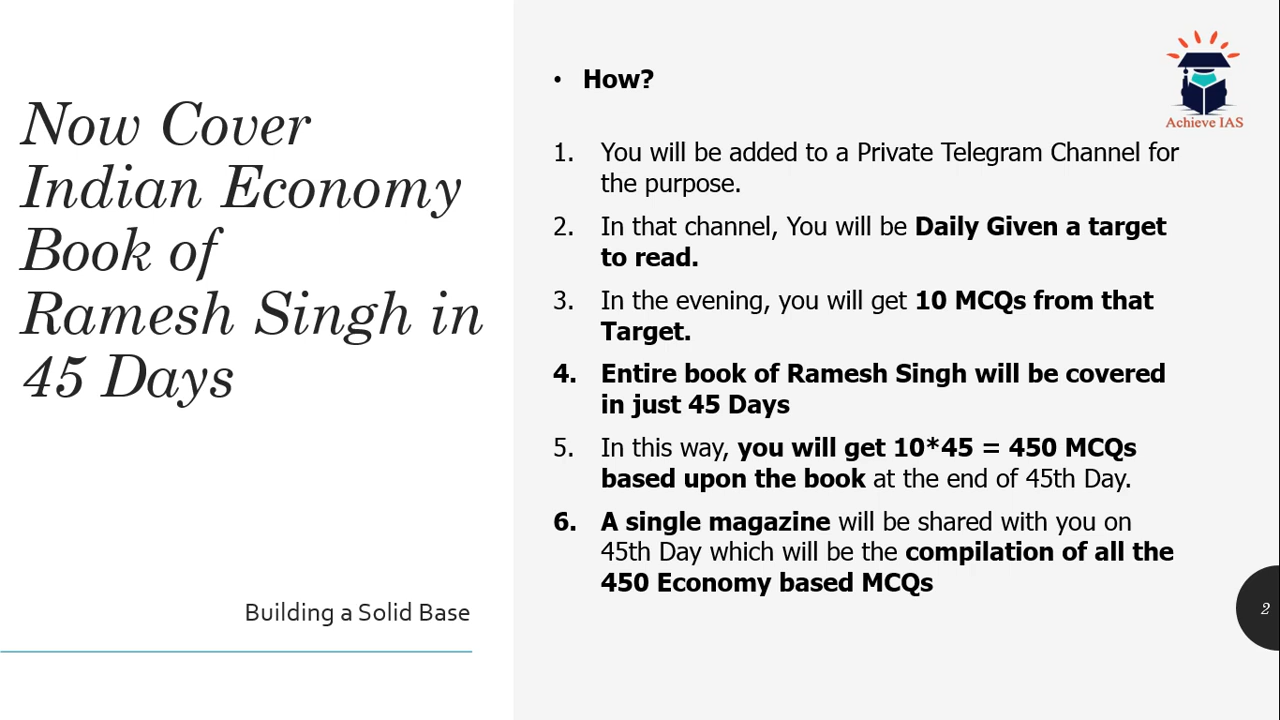 Now Cover
Indian Economy
Book of
Ramesh Singh in
45 Days
Building a Solid Base
• How?
1. You will be added to a Private Telegram Channel for
the purpose.
2. In that channel, You will be Daily Given a target
to read.
3. In the evening, you will get 10 MCQs from that
Target.
4. Entire book of Ramesh Singh will be covered
in just 45 Days
5. In this way, you will get 10*45 = 450 MCQs
based upon the book at the end of 45th Day.
6. A single magazine will be shared with you on
45th Day which will be the compilation of all the
450 Economy based MCQs
Achieve IAS
2